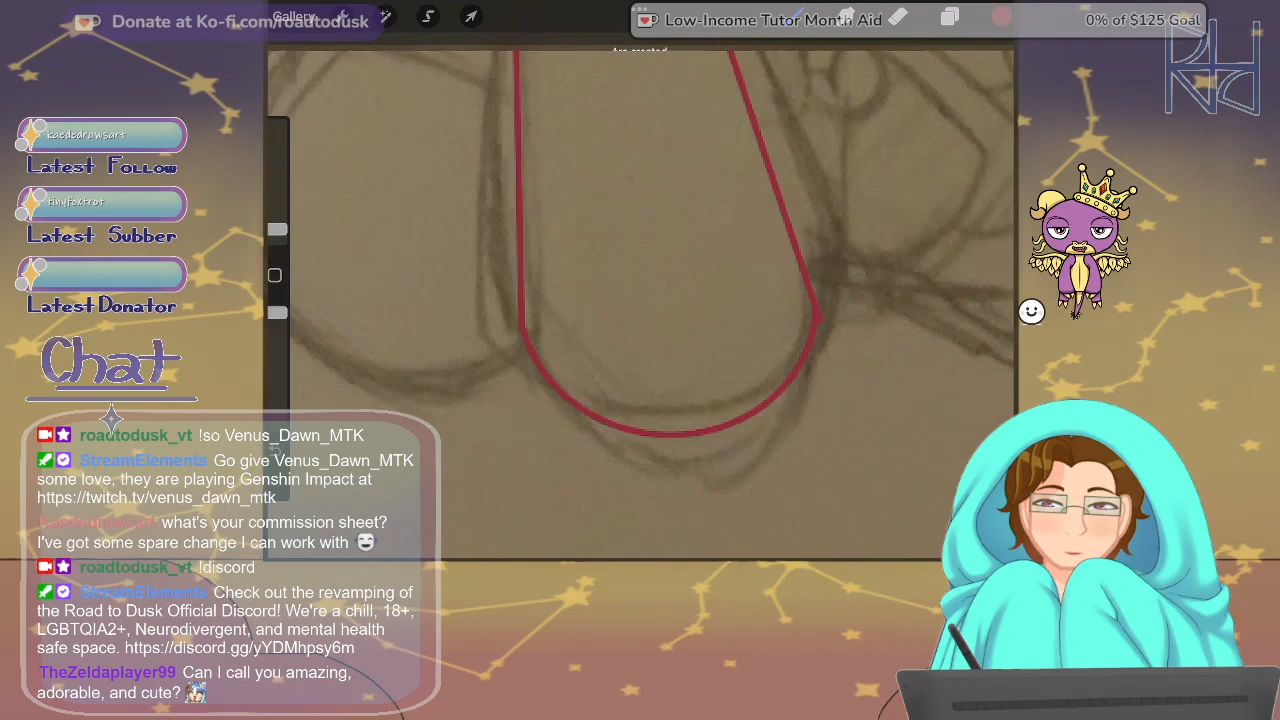 Donate at Ko-fi.com/roadtodusk
Gallery
Low-Income Tutor Month Aid
0% of $125 Goal
Arc created
kaededrawsart
Latest Follow
tinyfoxtrot
Latest Subber
Latest Donator
Chat
roadtodusk_vt !so Venus_Dawn_MTK
StreamElements Go give Venus_Dawn_MTK
some love, they are playing Genshin Impact at
https://twitch.tv/venus_dawn_mtk
what's your commission sheet?
I've got some spare change I can work with
roadtodusk_vt !discord
StreamElements Check out the revamping of
the Road to Dusk Official Discord! We're a chill, 18+,
LGBTQIA2+, Neurodivergent, and mental health
safe space. https://discord.gg/yYDMhpsy6m
TheZeldaplayer99 Can I call you amazing,
adorable, and cute?